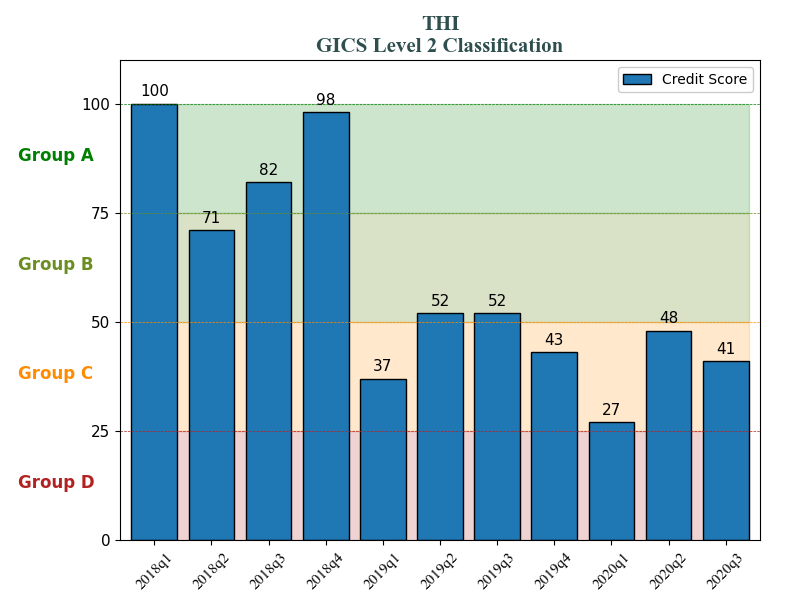 THI
GICS Level 2 Classification
Credit Score
100
75
50
25
0
Group A
Group B
Group C
Group D
100
71
82
98
37
52
52
43
27
48
41
2018q1
2018q2
2018q3
2018q4
2019q1
2019q2
2019q3
2019q4
2020q1
2020q2
2020q3